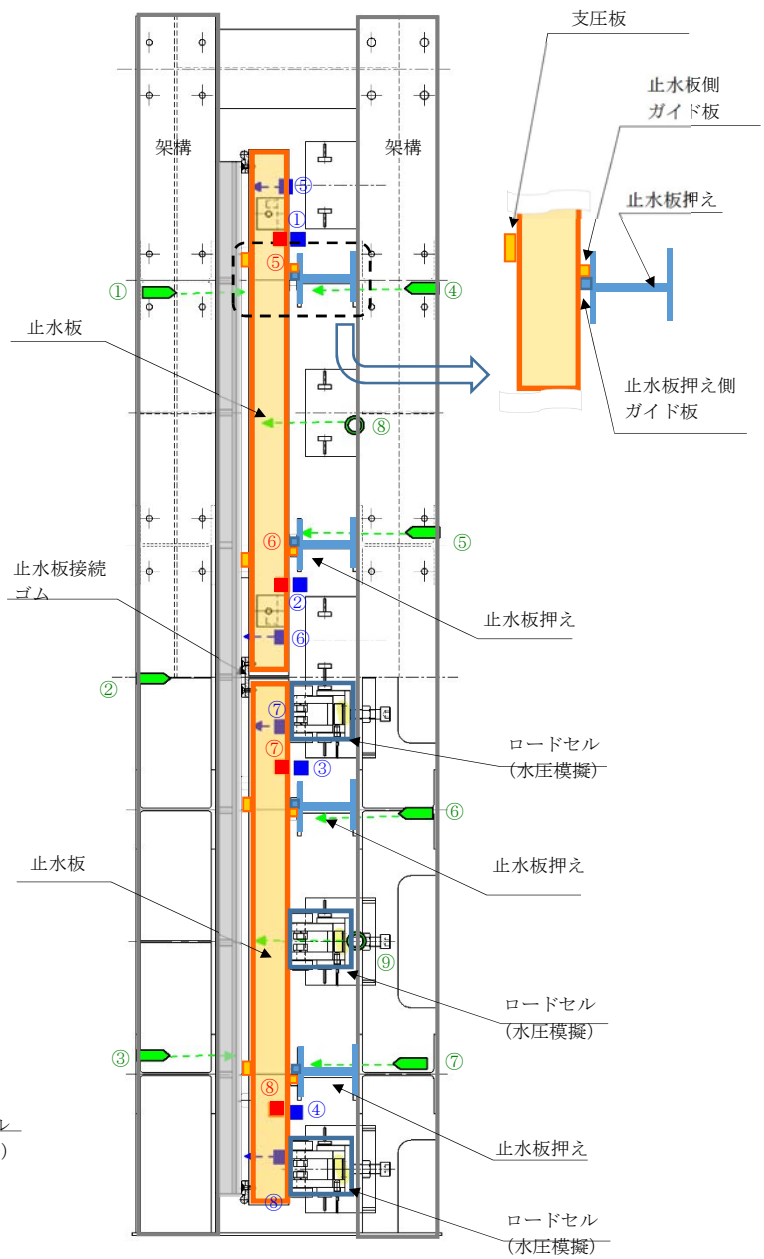 支圧板
止水板側
ガイド板
止水板押え
架構
架構
⑤
①
⑤
①
④
止水板
止水板押え側
ガイド板
⑧
⑥
⑤
止水板接続
ゴム
②
止水板押え
⑥
②
⑦
⑦
ロードセル
(水圧模擬)
③
⑥
止水板
止水板押え
⑨
ロードセル
(水圧模擬)
③
⑦
⑧
④
ル
)
止水板押え
⑧
ロードセル
(水圧模擬)